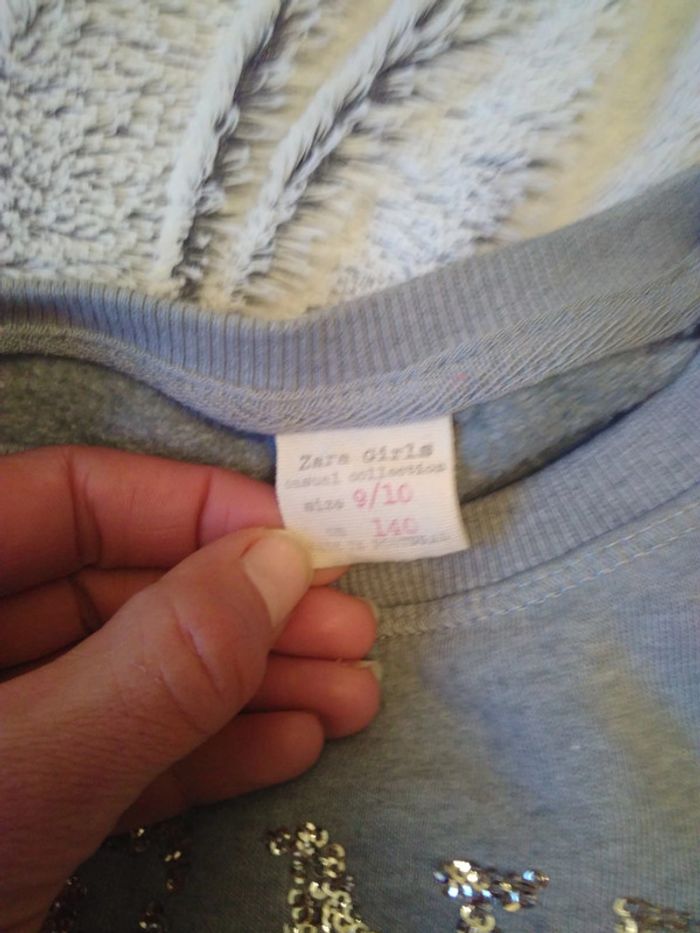 Zara Girls
casual collection
size 9/10
140